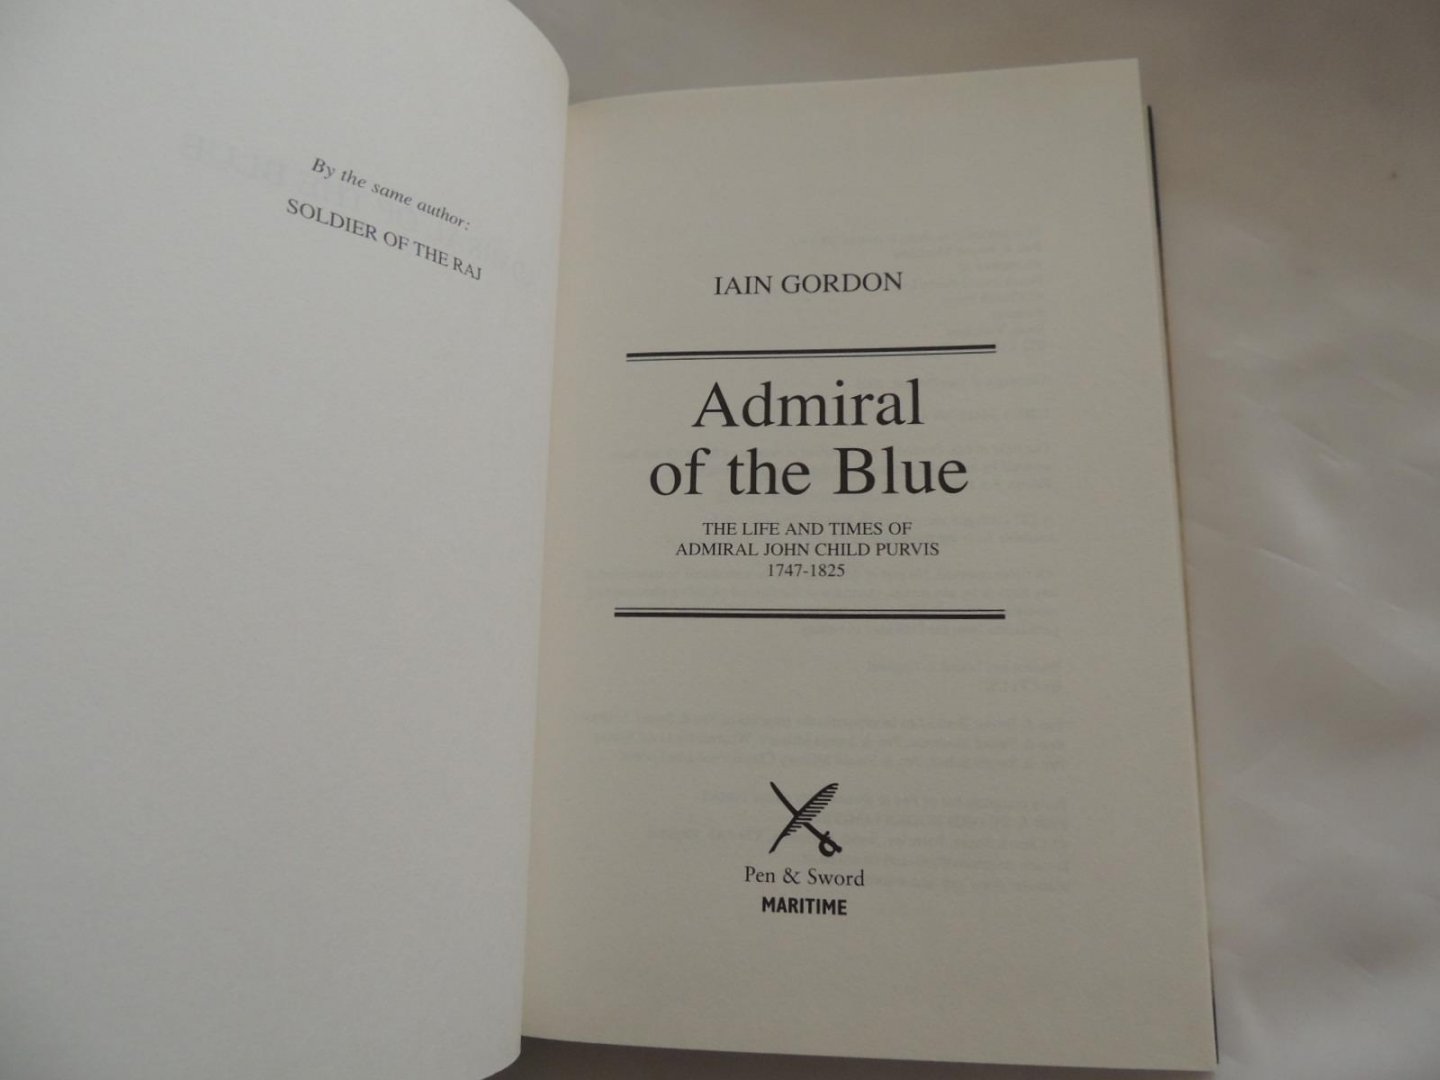 By the same author:
SOLDIER OF THE RAJ
IAIN GORDON
Admiral
of the Blue
THE LIFE AND TIMES OF
ADMIRAL JOHN CHILD PURVIS
1747-1825
Pen & Sword
MARITIME